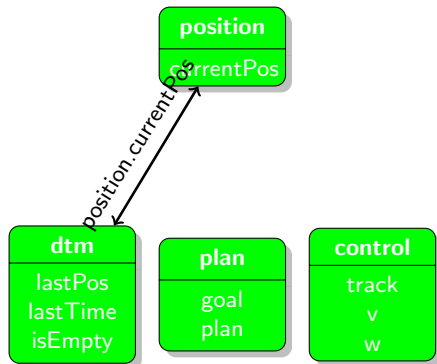 position
currentPos
position.currentPos
dtm
lastPos
lastTime
isEmpty
plan
goal
plan
control
track
v
w